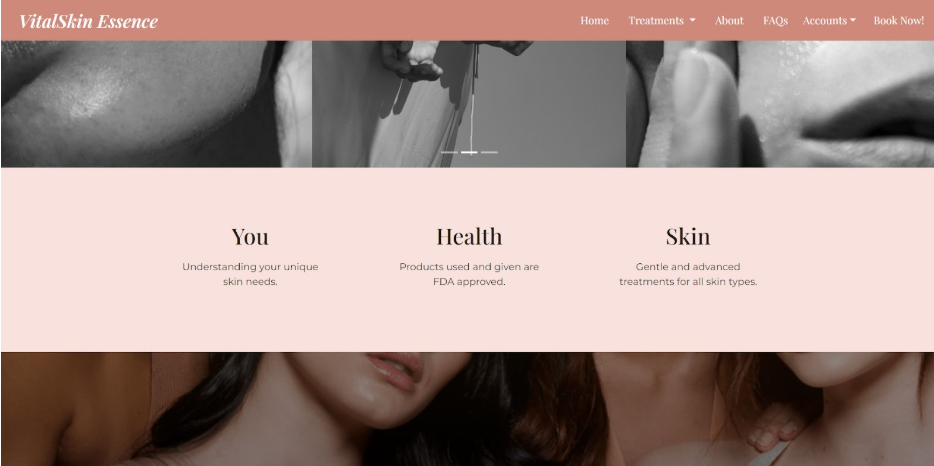 VitalSkin Essence
Home Treatments About FAQs Accounts Book Now!
You
Understanding your unique
skin needs.
Health
Products used and given are
FDA approved.
Skin
Gentle and advanced
treatments for all skin types.